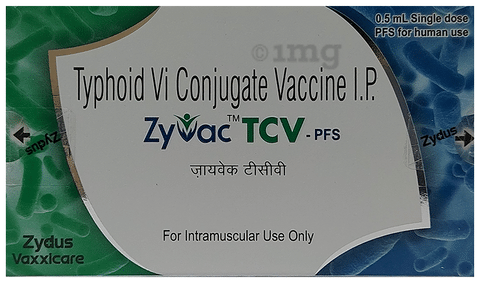 ©1mg
0.5 mL Single dose
PFS for human use
Typhoid Vi Conjugate Vaccine I.P.
ZyVac™ TCV - PFS
ज़ायवेक टीसीवी
Zydus
Zydus
For Intramuscular Use Only
Zydus
Vaxxicare